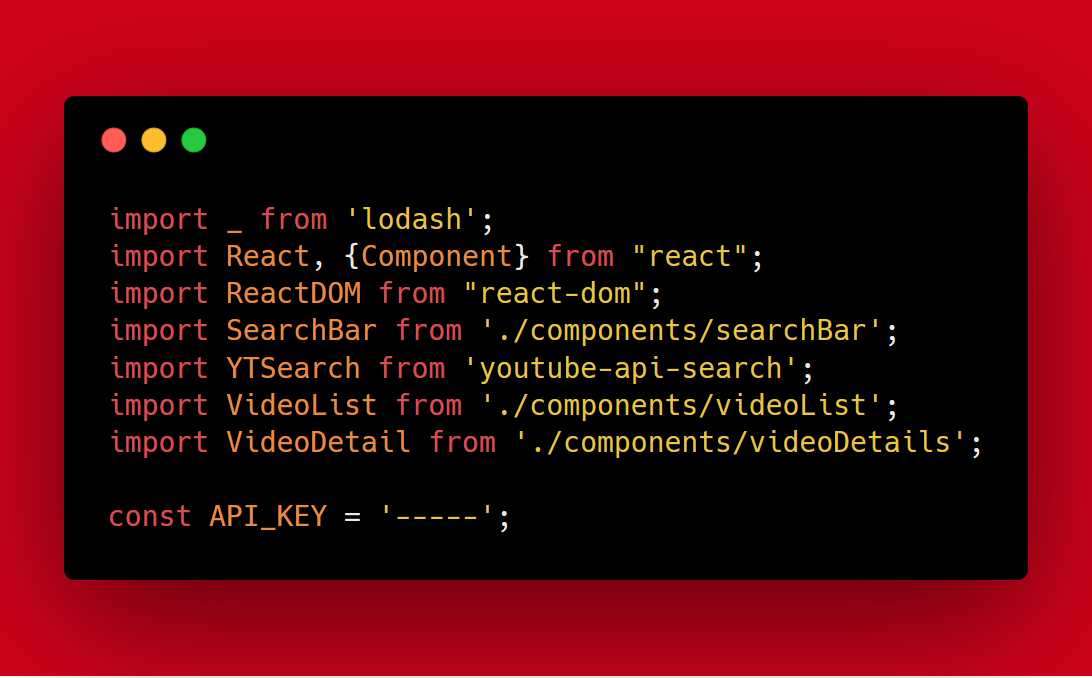 import _ from 'lodash';
import React, {Component} from "react";
import ReactDOM from "react-dom";
import SearchBar from './components/searchBar';
import YTSearch from 'youtube-api-search';
import VideoList from './components/videoList';
import VideoDetail from './components/videoDetails';
const API_KEY = '-----';